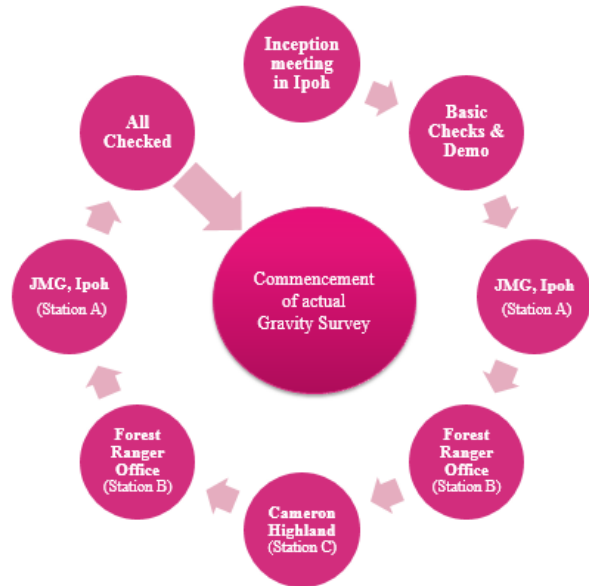 Inception
meeting
in Ipoh
Basic
Checks &
Demo
JMG, Ipoh
(Station A)
Forest
Ranger
Office
(Station B)
Cameron
Highland
(Station C)
Forest
Ranger
Office
(Station B)
JMG, Ipoh
(Station A)
All
Checked
Commencement
of actual
Gravity Survey